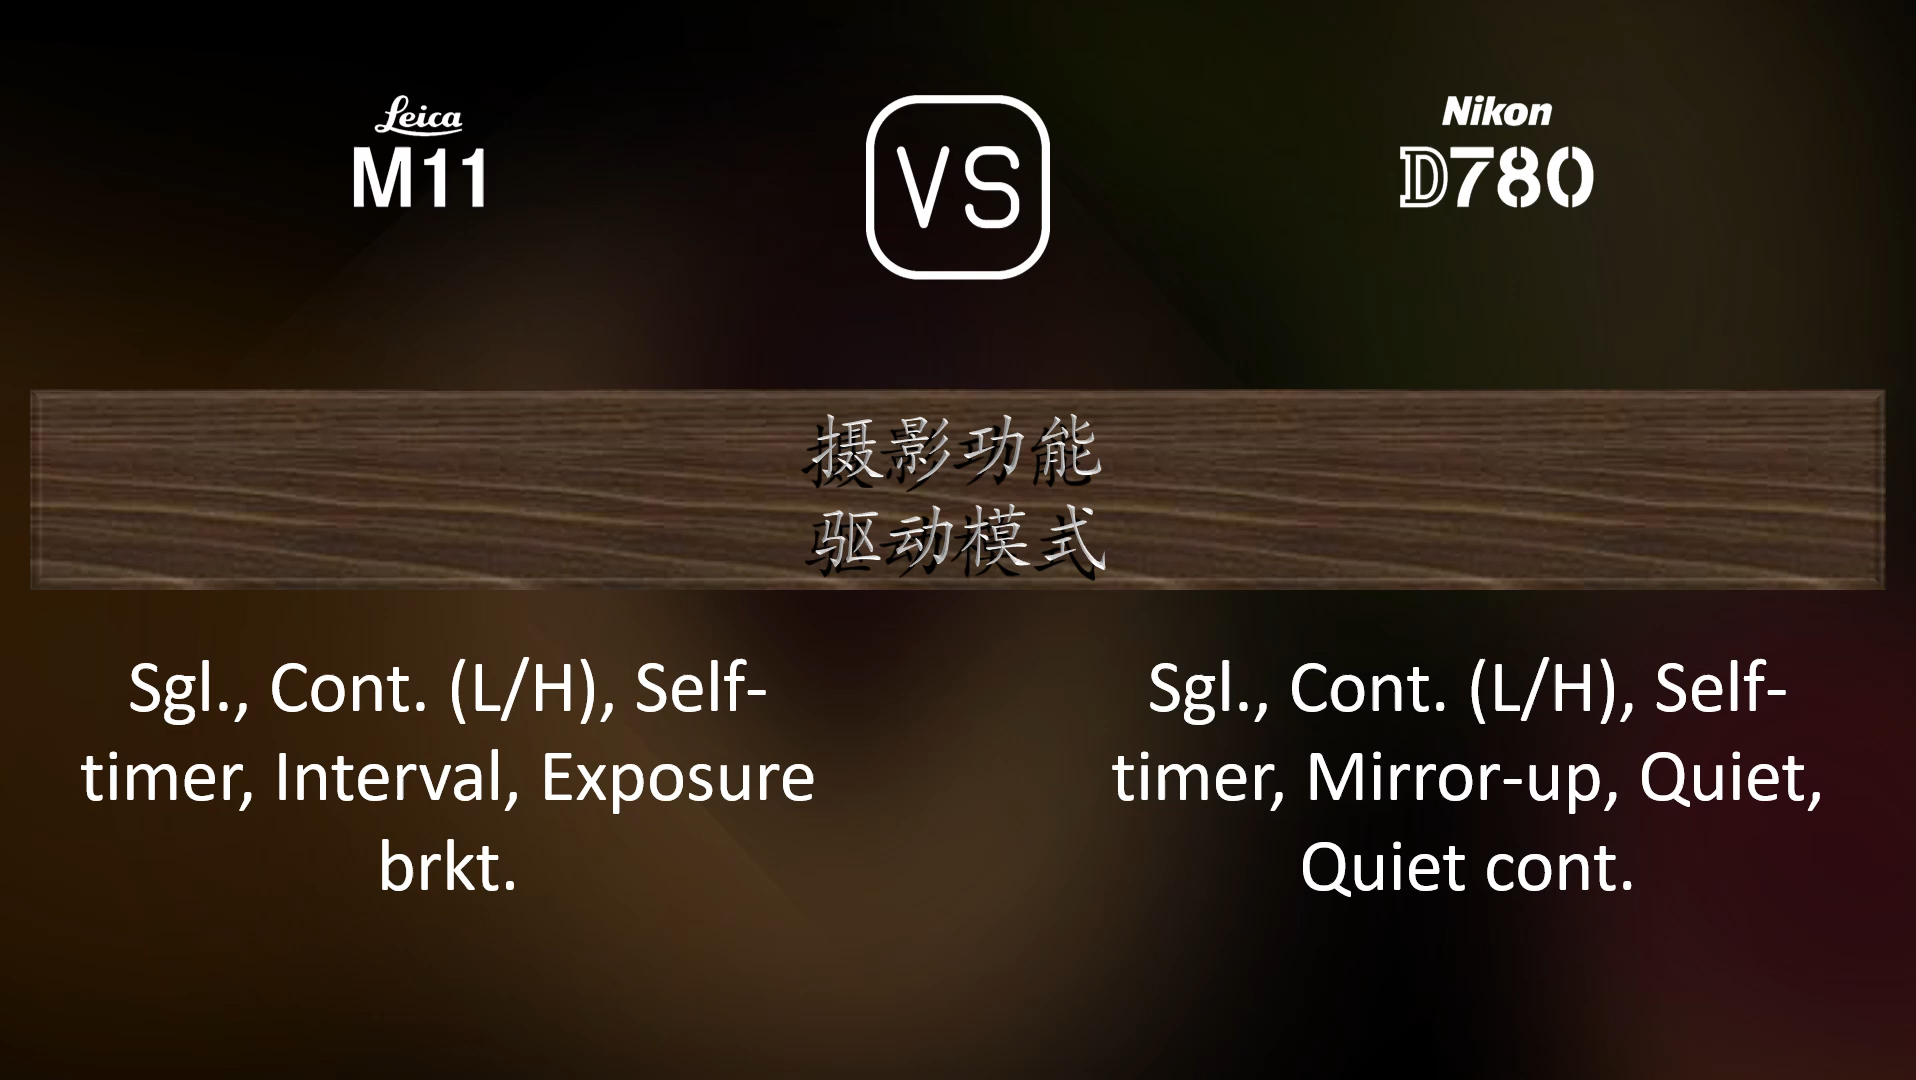 Leica
M11
VS
Nikon
D780
摄影功能
驱动模式
Sgl., Cont. (L/H), Self-
timer, Interval, Exposure
brkt.
Sgl., Cont. (L/H), Self-
timer, Mirror-up, Quiet,
Quiet cont.